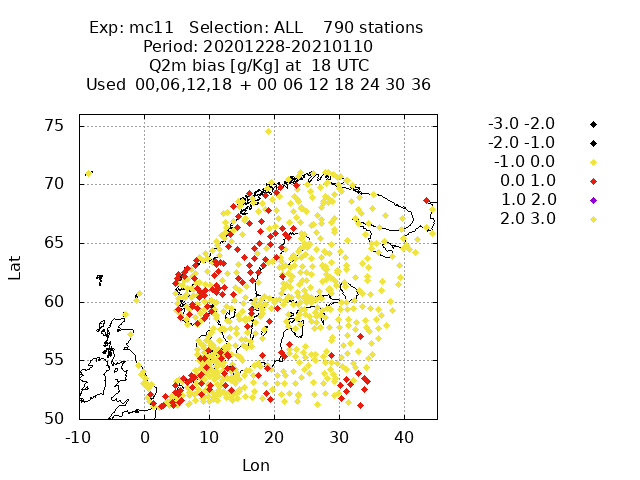 Exp: mc11   Selection: ALL    790 stations
Period: 20201228-20210110
Q2m bias [g/Kg] at  18 UTC
Used  00,06,12,18 + 00 06 12 18 24 30 36
-3.0 -2.0
-2.0 -1.0
-1.0 0.0
0.0 1.0
1.0 2.0
2.0 3.0
75
70
65
60
55
50
Lat
-10 0 10 20 30 40
Lon